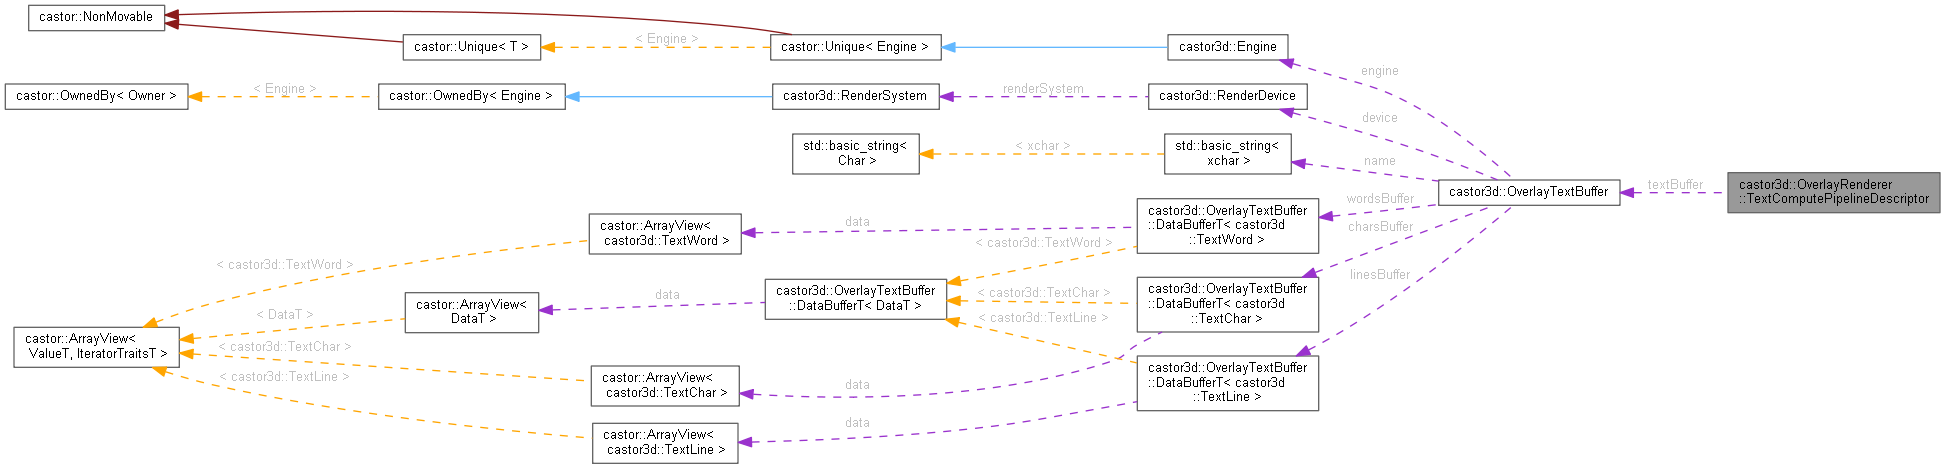 castor::NonMovable
castor::Unique< T >
< Engine >
castor::Unique< Engine >
castor3d::Engine
engine
castor::OwnedBy< Owner >
< Engine >
castor::OwnedBy< Engine >
castor3d::RenderSystem
renderSystem
castor3d::RenderDevice
device
std::basic_string<
Char >
< xchar >
std::basic_string<
xchar >
name
castor3d::OverlayTextBuffer
textBuffer
castor3d::OverlayRenderer
::TextComputePipelineDescriptor
wordsBuffer
charsBuffer
linesBuffer
castor3d::OverlayTextBuffer
::DataBufferT< castor3d
::TextWord >
data
castor::ArrayView<
castor3d::TextWord >
< castor3d::TextWord >
< castor3d::TextWord >
castor3d::OverlayTextBuffer
::DataBufferT< castor3d
::TextChar >
< castor3d::TextChar >
castor3d::OverlayTextBuffer
::DataBufferT< DataT >
data
castor::ArrayView<
DataT >
< DataT >
castor::ArrayView<
ValueT, IteratorTraitsT >
< castor3d::TextLine >
< castor3d::TextChar >
castor3d::OverlayTextBuffer
::DataBufferT< castor3d
::TextLine >
data
castor::ArrayView<
castor3d::TextChar >
< castor3d::TextLine >
data
castor::ArrayView<
castor3d::TextLine >